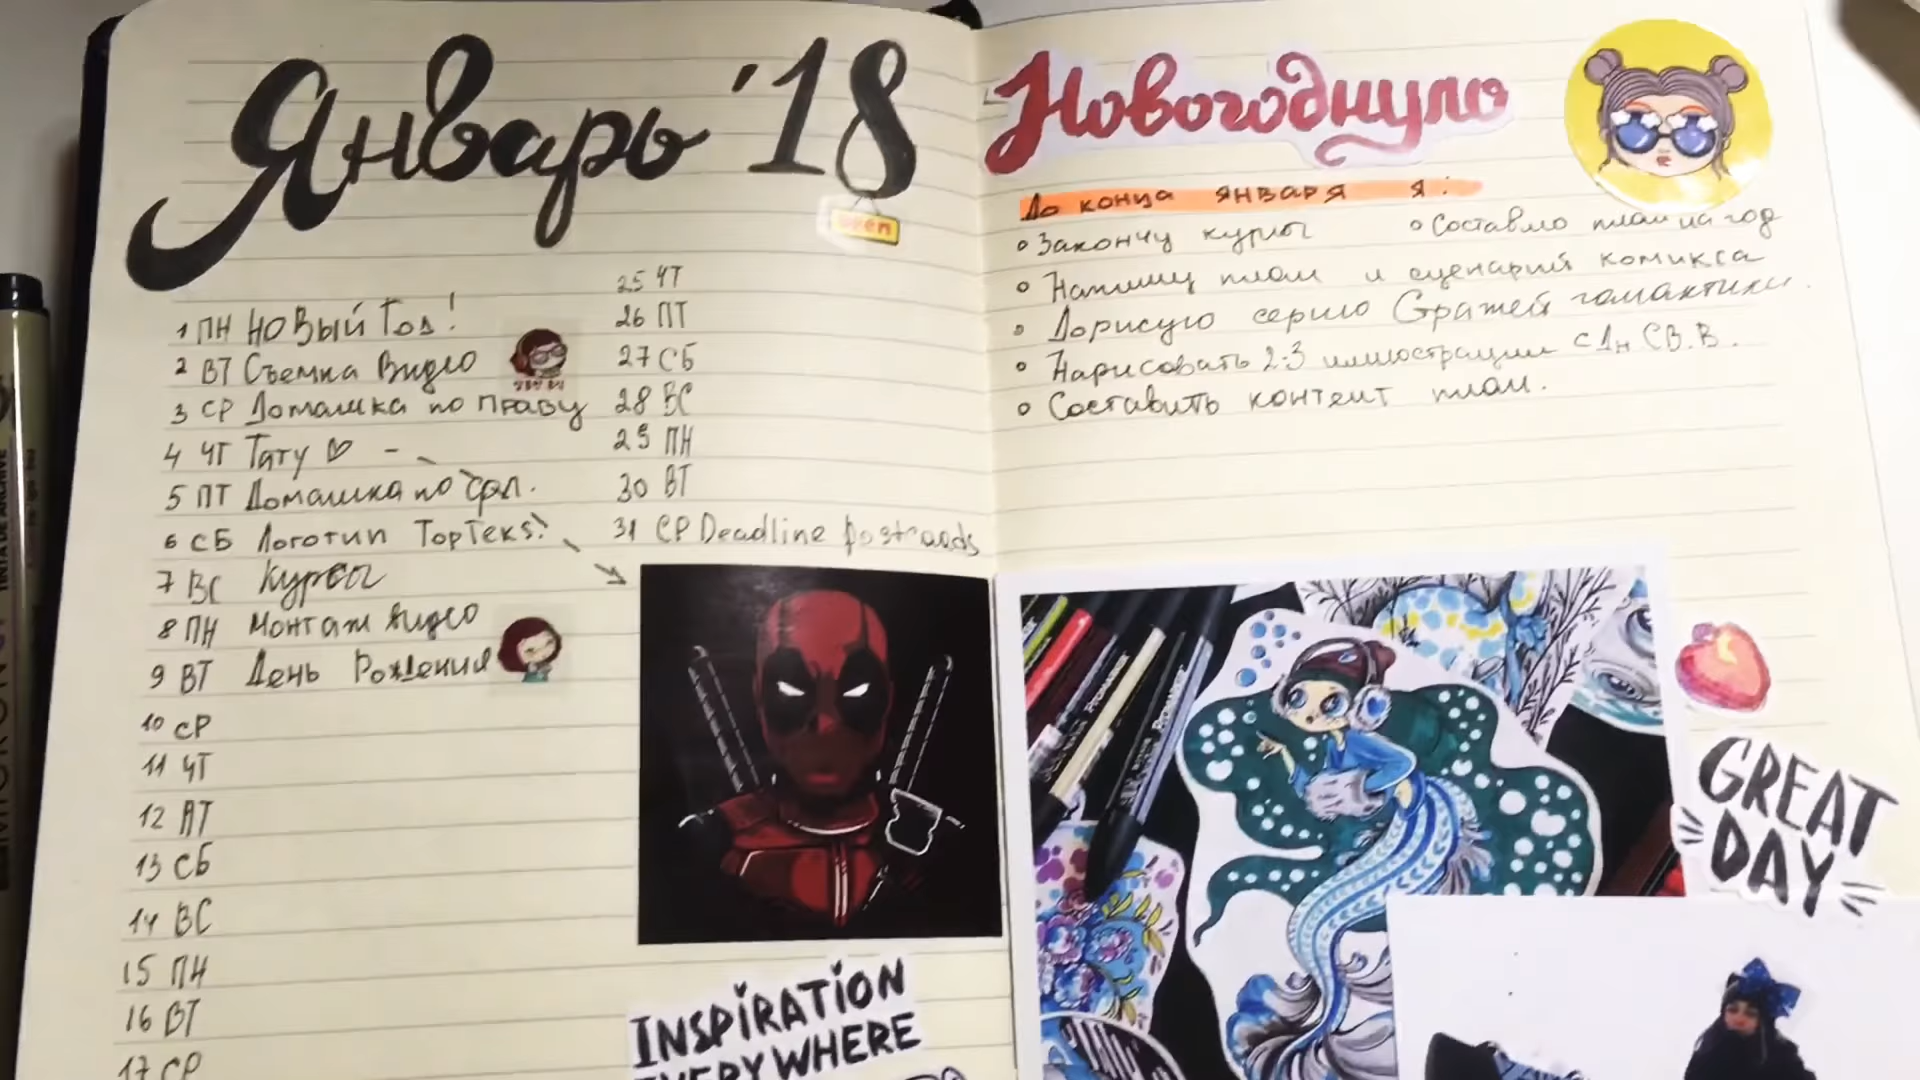 Январь '18
open
1 ПН Новый Год!
2 ВТ Съемка Видео
3 СР Домашка по праву
4 ЧТ Тату
5 ПТ Домашка по
6 СБ Логотип TopTeks!
7 ВС Курсы
8 ПН Монтаж видео
9 ВТ День Рождения
10 СР
11 ЧТ
12 ПТ
13 СБ
14 ВС
15 ПН
16 ВТ
17 СР
25 ЧТ
26 ПТ
27 СБ
28 ВС
29 ПН
30 ВТ
31 СР Deadline postcards
INSPIRATION
EVERYWHERE
Новогоднуло
До конца января я:
Закончу курсы
Составлю план на год
Напишу план и сценарий комикса
Дорисую серию Стражей галактики.
Нарисовать 2-3 иллюстрации с Дн. СВ.В.
Составить контент план.
GREAT
DAY